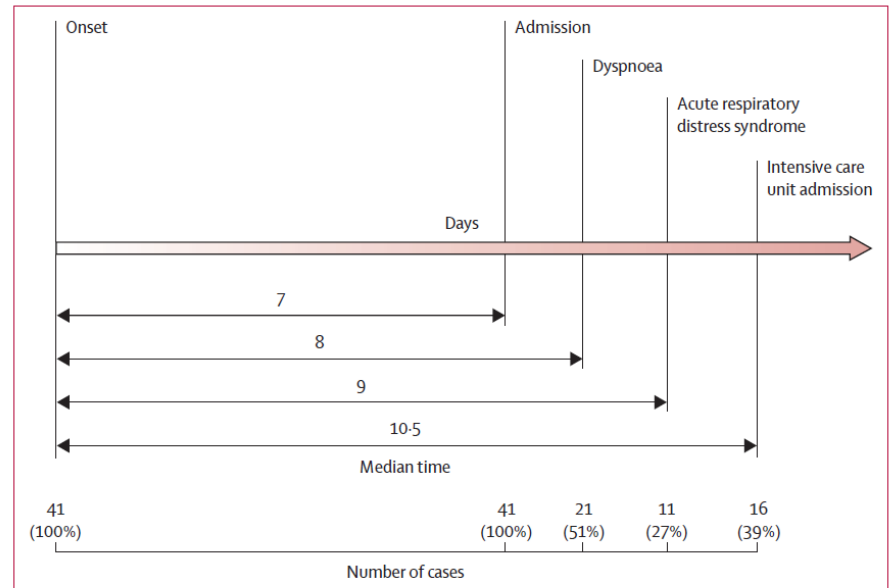 Onset
Admission
Dyspnoea
Acute respiratory
distress syndrome
Intensive care
unit admission
Days
7
8
9
10·5
Median time
41 41 21 11 16
(100%) (100%) (51%) (27%) (39%)
Number of cases